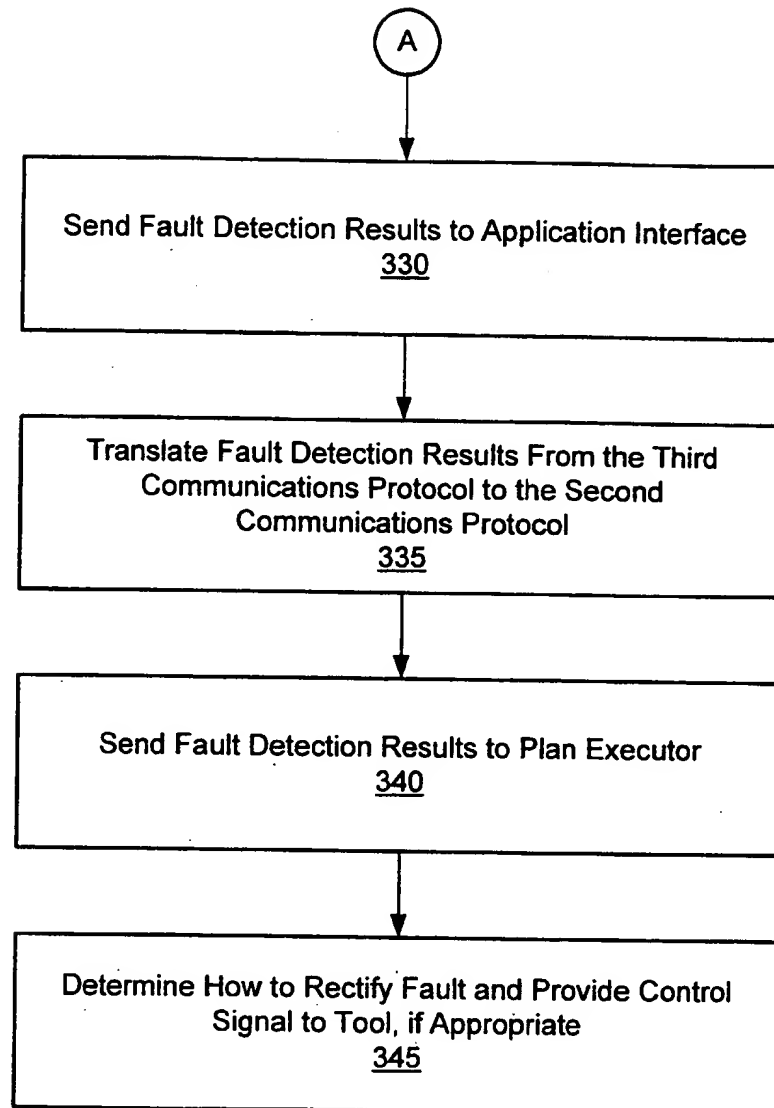 A
Send Fault Detection Results to Application Interface
330
Translate Fault Detection Results From the Third
Communications Protocol to the Second
Communications Protocol
335
Send Fault Detection Results to Plan Executor
340
Determine How to Rectify Fault and Provide Control
Signal to Tool, if Appropriate
345